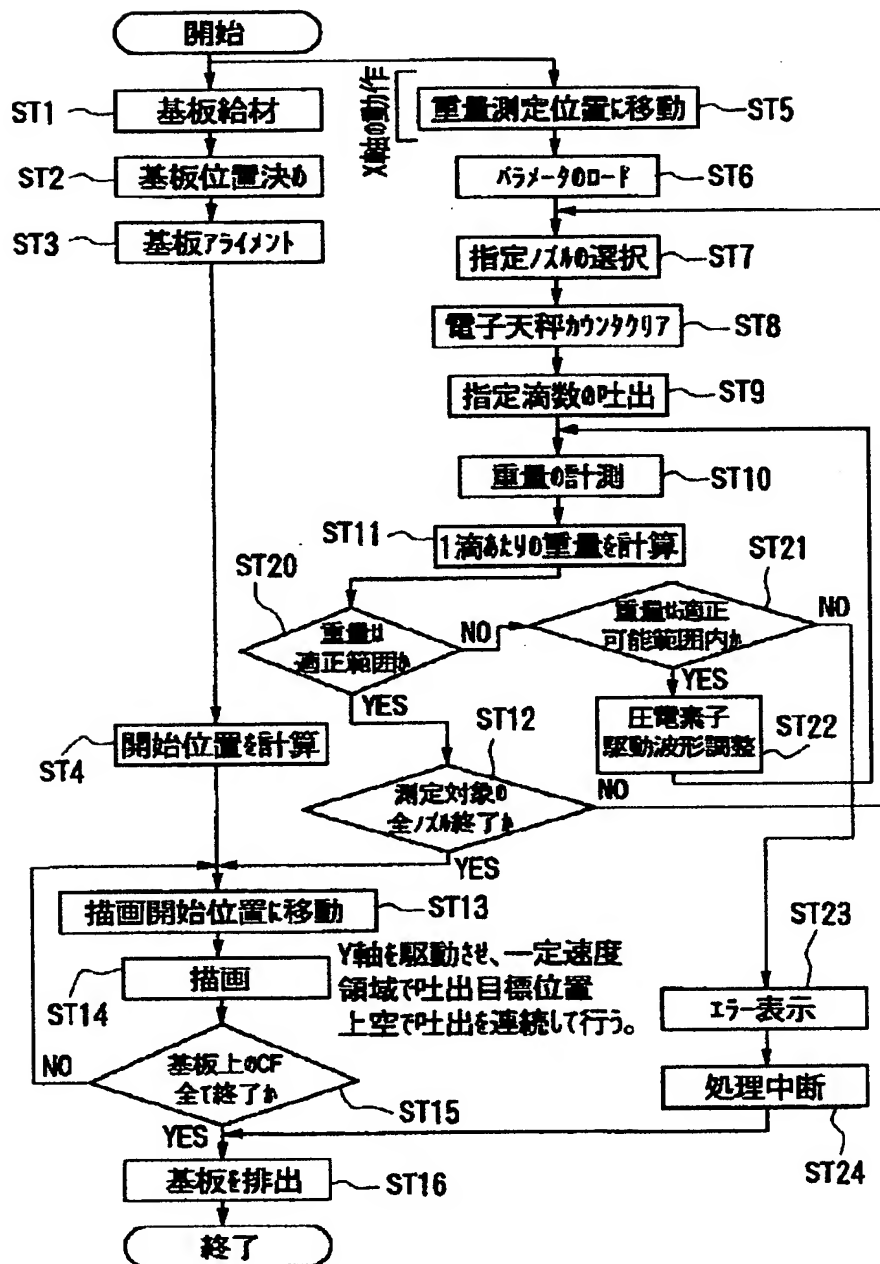 開始
ST1
基板給材
ST2
基板位置決め
ST3
基板アライメント
X軸の動作
重量測定位置に移動
ST5
パラメータのロード
ST6
指定ノズルの選択
ST7
電子天秤カウンタクリア
ST8
指定滴数の吐出
ST9
重量の計測
ST10
ST11
1滴あたりの重量を計算
ST20
重量は
適正範囲か
NO
YES
ST21
重量は適正
可能範囲内か
NO
YES
圧電素子
駆動波形調整
ST22
ST4
開始位置を計算
ST12
測定対象の
全ノズル終了か
NO
YES
描画開始位置に移動
ST13
描画
ST14
Y軸を駆動させ、一定速度
領域で吐出目標位置
上空で吐出を連続して行う。
NO
基板上のCF
全て終了か
ST15
YES
ST23
エラー表示
処理中断
ST24
基板を排出
ST16
終了